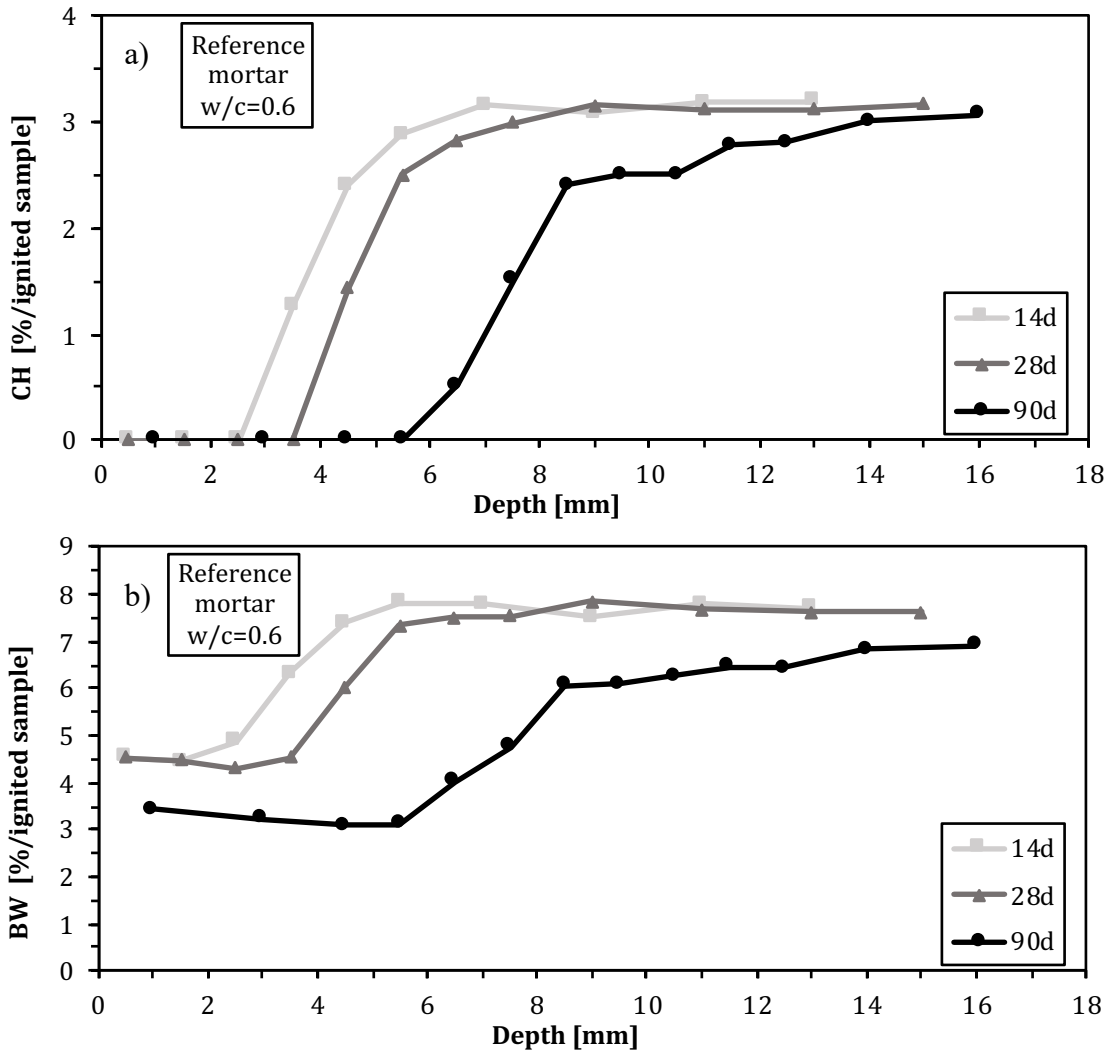 a)
Reference
mortar
w/c=0.6
CH [%/ignited sample]
4
3
2
1
0
0 2 4 6 8 10 12 14 16 18
Depth [mm]
14d
28d
90d
b)
Reference
mortar
w/c=0.6
BW [%/ignited sample]
9
8
7
6
5
4
3
2
1
0
0 2 4 6 8 10 12 14 16 18
Depth [mm]
14d
28d
90d